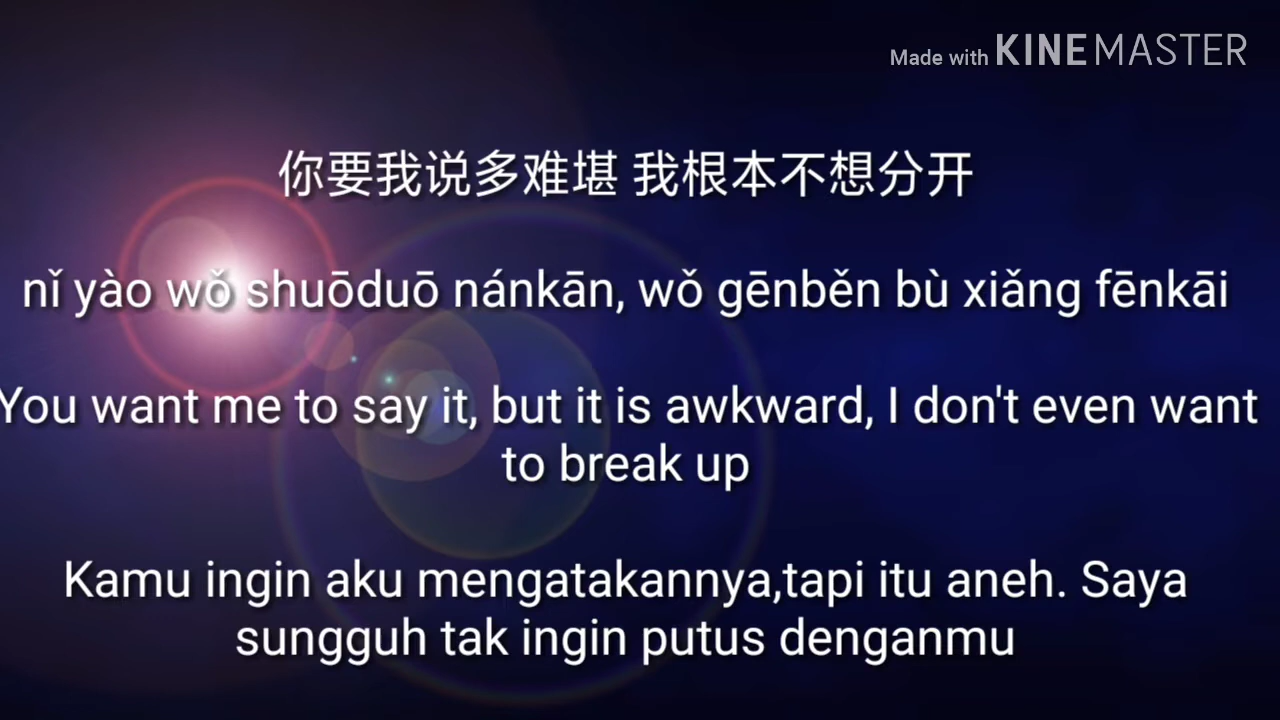 Made with KINEMASTER
你要我说多难堪 我根本不想分开
nǐ yào wǒ shuōduō nánkān, wǒ gēnběn bù xiǎng fēnkāi
You want me to say it, but it is awkward, I don't even want
to break up
Kamu ingin aku mengatakannya,tapi itu aneh. Saya
sungguh tak ingin putus denganmu